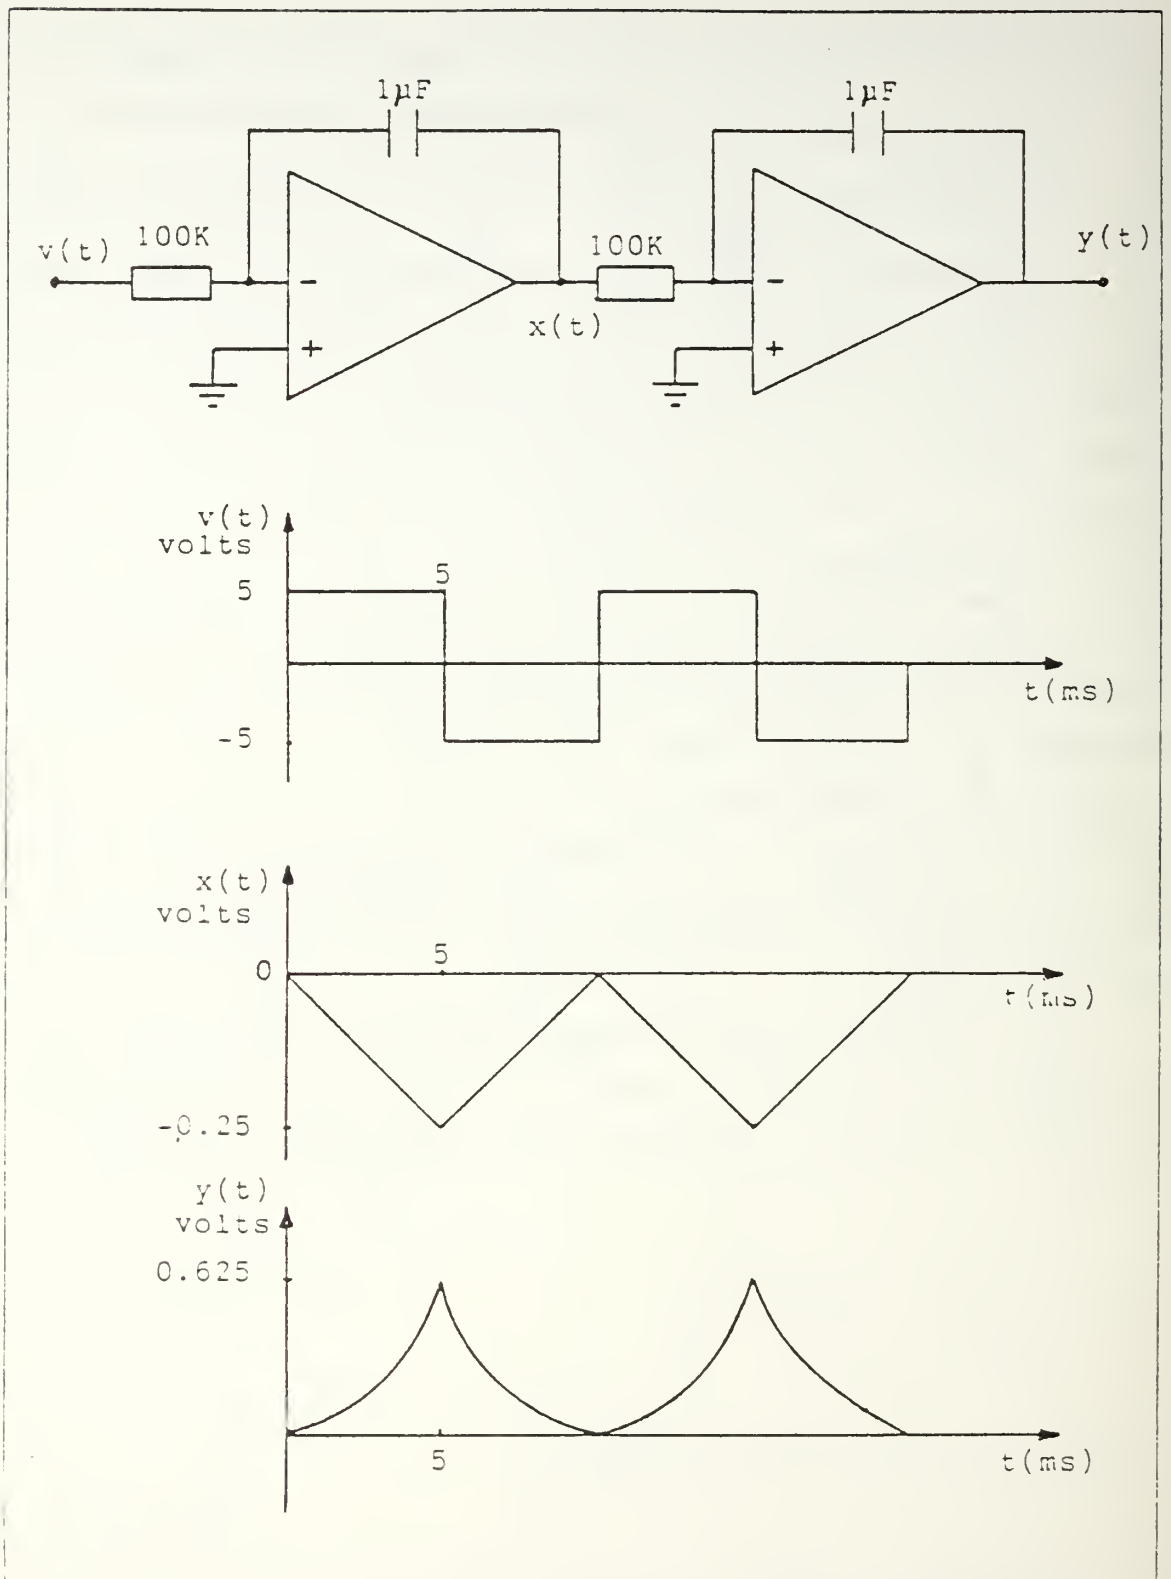 1µF 1µF
v(t) 100K 100K y(t)
- -
x(t)
+ +
v(t)
volts
5
5
t(ms)
-5
x(t)
volts
5
0
t(ms)
-0.25
y(t)
volts
0.625
5
t(ms)